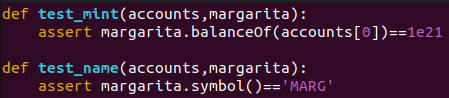 def test_mint(accounts,margarita):
    assert margarita.balanceOf(accounts[0])==1e21
def test_name(accounts,margarita):
    assert margarita.symbol()=='MARG'